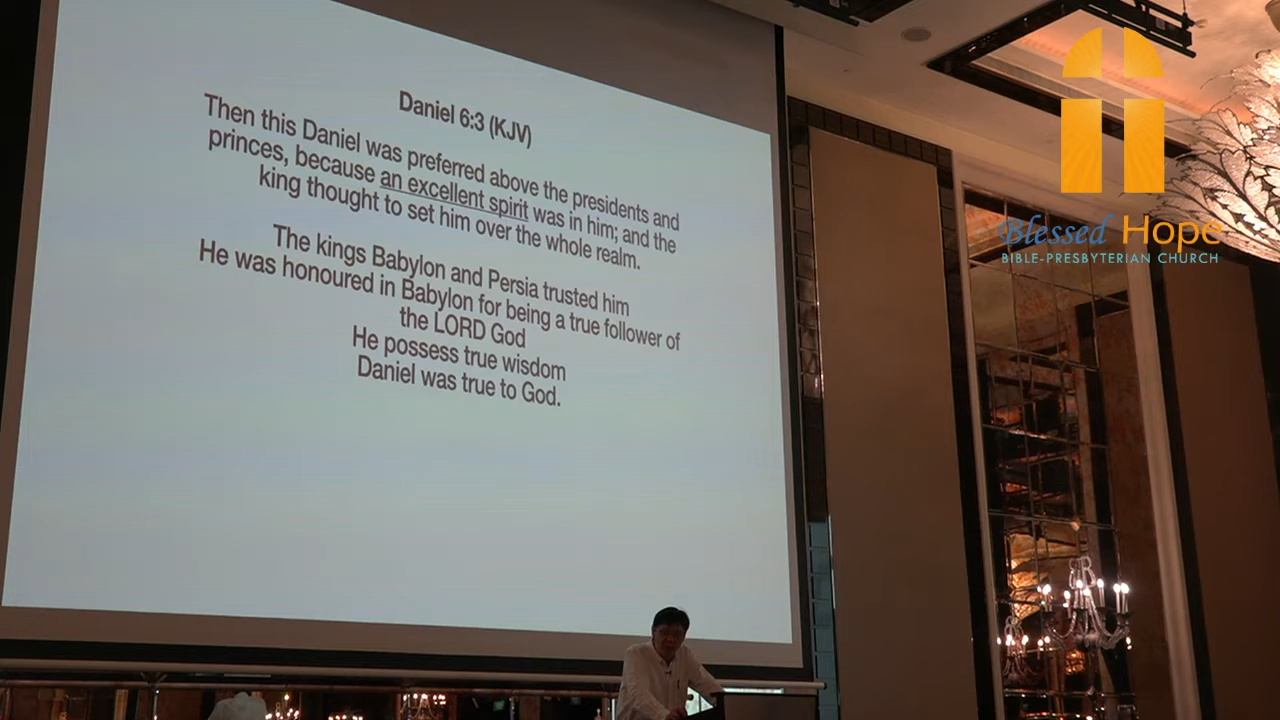 Daniel 6:3 (KJV)
Then this Daniel was preferred above the presidents and
princes, because an excellent spirit was in him; and the
king thought to set him over the whole realm.
The kings Babylon and Persia trusted him
He was honoured in Babylon for being a true follower of
the LORD God
He possess true wisdom
Daniel was true to God.
Blessed Hope
BIBLE-PRESBYTERIAN CHURCH